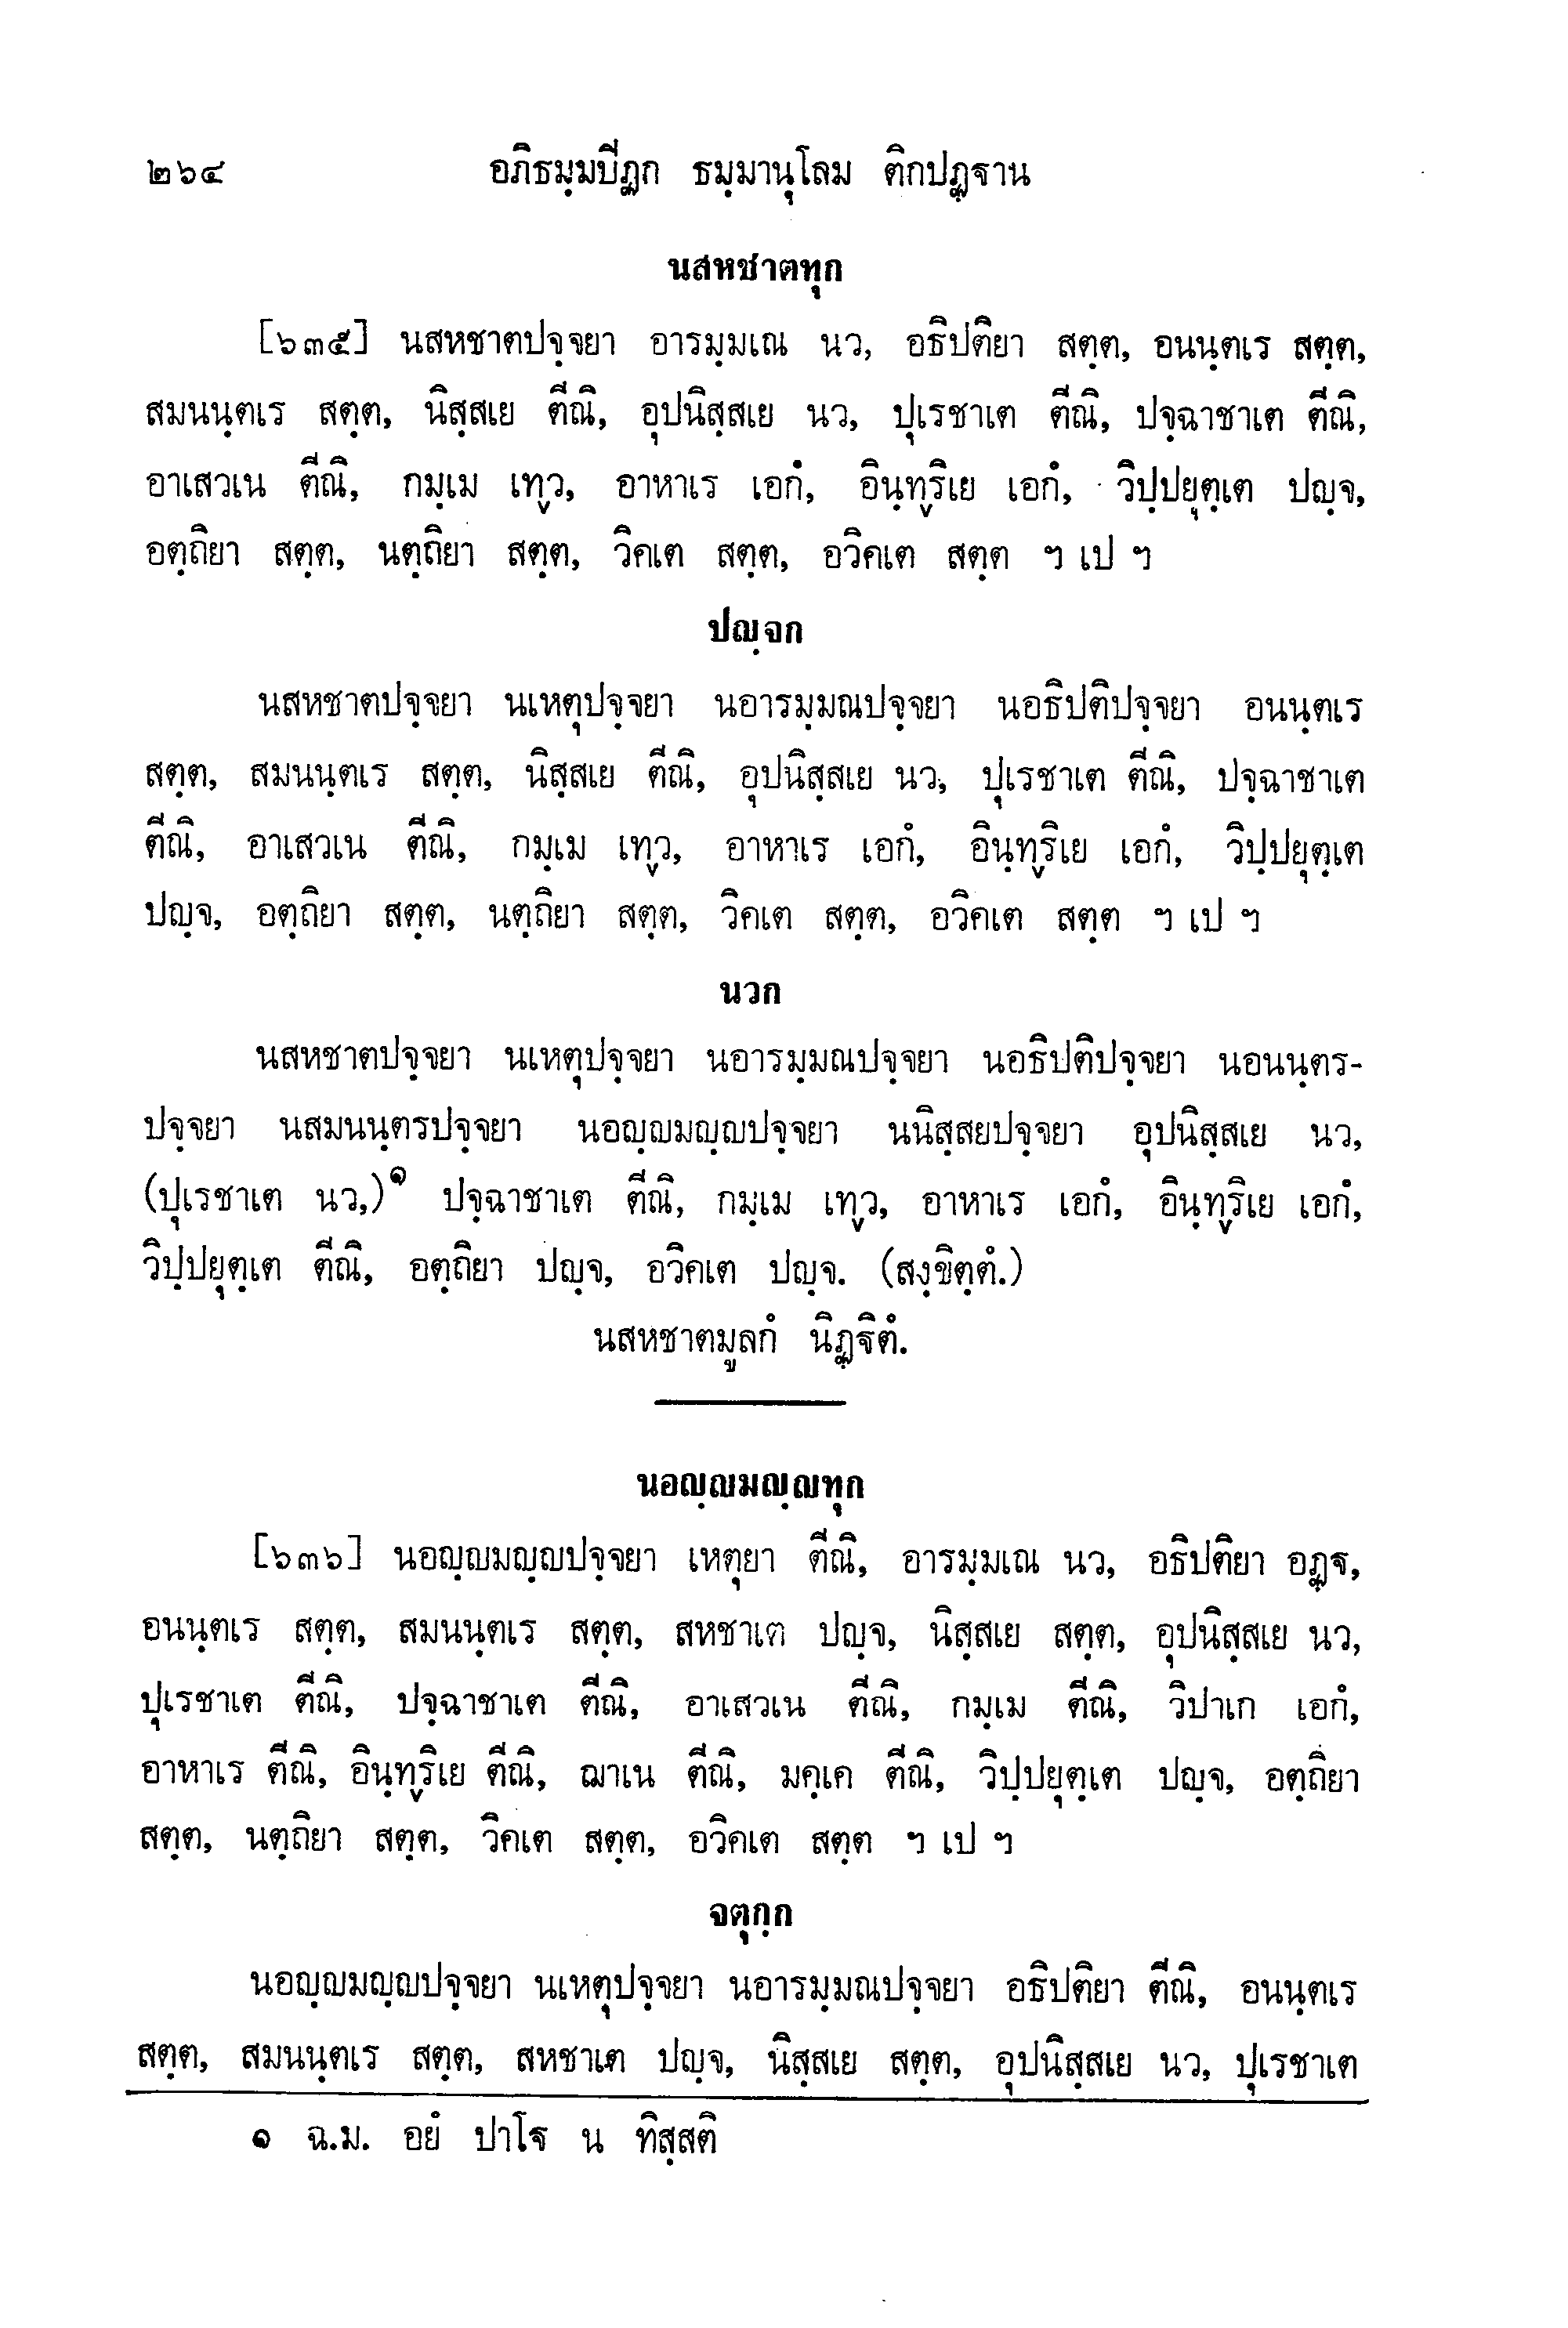 ๒๖๔ อภิธมฺมปีฏก ธมฺมานุโลม ติกปฏฺฐาน
นสหชาตทุก
[๖๓๕] นสหชาตปจฺจยา อารมฺมเณ นว, อธิปติยา สตฺต, อนนฺตเร สตฺต,
สมนนฺตเร สตฺต, นิสฺสเย ตีณิ, อุปนิสฺสเย นว, ปุเรชาเต ตีณิ, ปจฺฉาชาเต ตีณิ,
อาเสวเน ตีณิ, กมฺเม เทฺว, อาหาเร เอกํ, อินฺทฺริเย เอกํ, วิปฺปยุตฺเต ปญฺจ,
อตฺถิยา สตฺต, นตฺถิยา สตฺต, วิคเต สตฺต, อวิคเต สตฺต ฯ เป ฯ
ปญฺจก
นสหชาตปจฺจยา นเหตุปจฺจยา นอารมฺมณปจฺจยา นอธิปติปจฺจยา อนนฺตเร
สตฺต, สมนนฺตเร สตฺต, นิสฺสเย ตีณิ, อุปนิสฺสเย นว, ปุเรชาเต ตีณิ, ปจฺฉาชาเต
ตีณิ, อาเสวเน ตีณิ, กมฺเม เทฺว, อาหาเร เอกํ, อินฺทฺริเย เอกํ, วิปฺปยุตฺเต
ปญฺจ, อตฺถิยา สตฺต, นตฺถิยา สตฺต, วิคเต สตฺต, อวิคเต สตฺต ฯ เป ฯ
นวก
นสหชาตปจฺจยา นเหตุปจฺจยา นอารมฺมณปจฺจยา นอธิปติปจฺจยา นอนนฺตร-
ปจฺจยา นสมนนฺตรปจฺจยา นอญฺญมญฺญปจฺจยา นนิสฺสยปจฺจยา อุปนิสฺสเย นว,
(ปุเรชาเต นว,)๑ ปจฺฉาชาเต ตีณิ, กมฺเม เทฺว, อาหาเร เอกํ, อินฺทฺริเย เอกํ,
วิปฺปยุตฺเต ตีณิ, อตฺถิยา ปญฺจ, อวิคเต ปญฺจ. (สงฺขิตฺตํ.)
นสหชาตมูลกํ นิฏฺฐิตํ.
นอญฺญมญฺญทุก
[๖๓๖] นอญฺญมญฺญปจฺจยา เหตุยา ตีณิ, อารมฺมเณ นว, อธิปติยา อฏฺฐ,
อนนฺตเร สตฺต, สมนนฺตเร สตฺต, สหชาเต ปญฺจ, นิสฺสเย สตฺต, อุปนิสฺสเย นว,
ปุเรชาเต ตีณิ, ปจฺฉาชาเต ตีณิ, อาเสวเน ตีณิ, กมฺเม ตีณิ, วิปาเก เอกํ,
อาหาเร ตีณิ, อินฺทฺริเย ตีณิ, ฌาเน ตีณิ, มคฺเค ตีณิ, วิปฺปยุตฺเต ปญฺจ, อตฺถิยา
สตฺต, นตฺถิยา สตฺต, วิคเต สตฺต, อวิคเต สตฺต ฯ เป ฯ
จตุกฺก
นอญฺญมญฺญปจฺจยา นเหตุปจฺจยา นอารมฺมณปจฺจยา อธิปติยา ตีณิ, อนนฺตเร
สตฺต, สมนนฺตเร สตฺต, สหชาเต ปญฺจ, นิสฺสเย สตฺต, อุปนิสฺสเย นว, ปุเรชาเต
๑ ฉ.ม. อยํ ปาโฐ น ทิสฺสติ